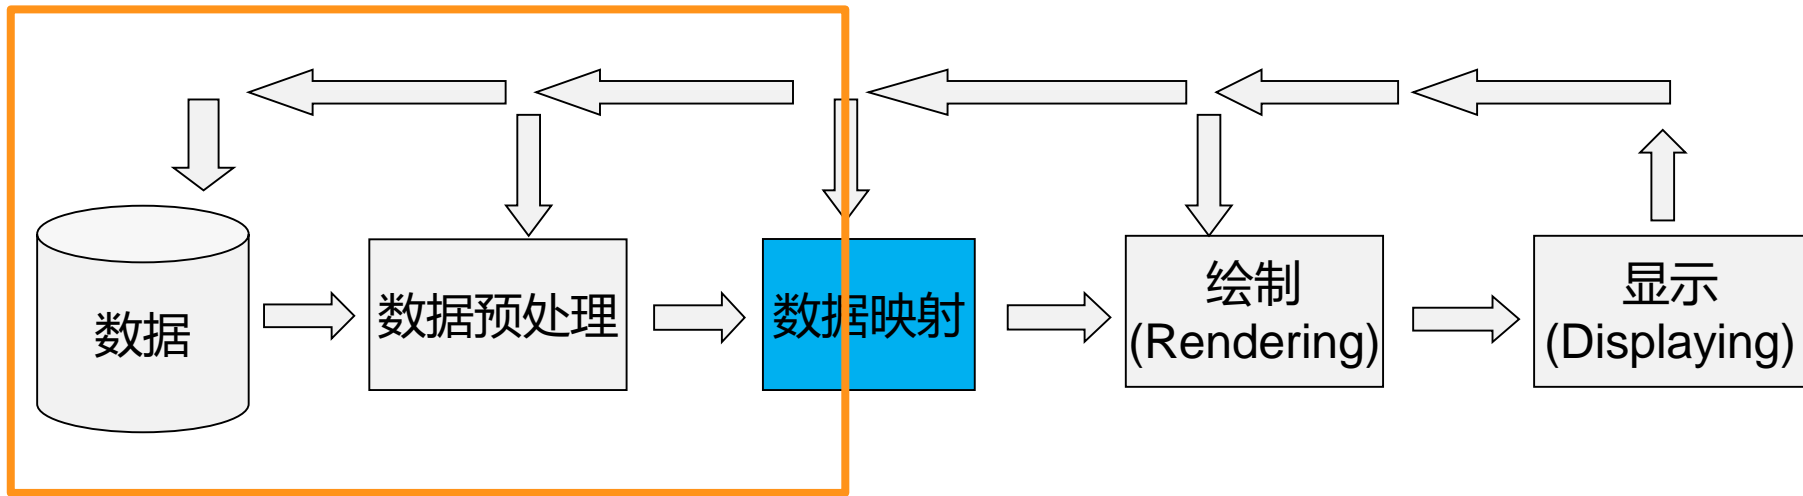 数据
数据预处理
数据映射
绘制
(Rendering)
显示
(Displaying)